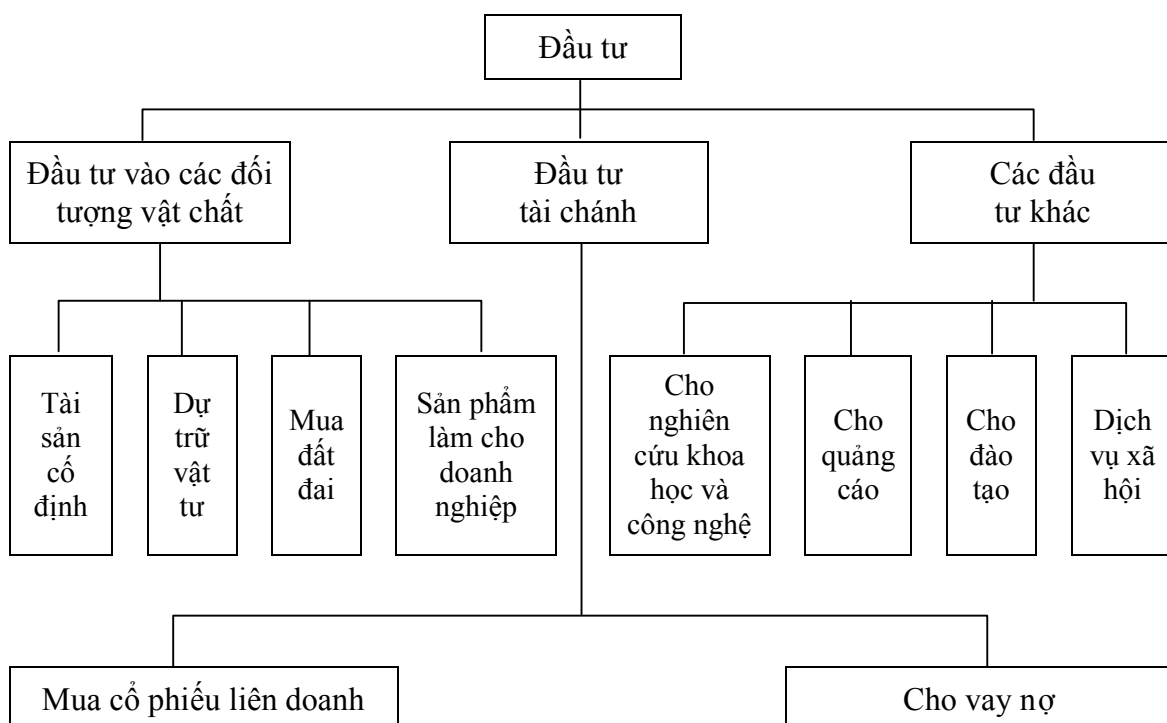 Đầu tư
Đầu tư vào các đối
tượng vật chất
Đầu tư
tài chánh
Các đầu
tư khác
Tài
sản
cố
định
Dự
trữ
vật
tư
Mua
đất
đai
Sản phẩm
làm cho
doanh
nghiệp
Cho
nghiên
cứu khoa
học và
công nghệ
Cho
quảng
cáo
Cho
đào
tạo
Dịch
vụ xã
hội
Mua cổ phiếu liên doanh
Cho vay nợ